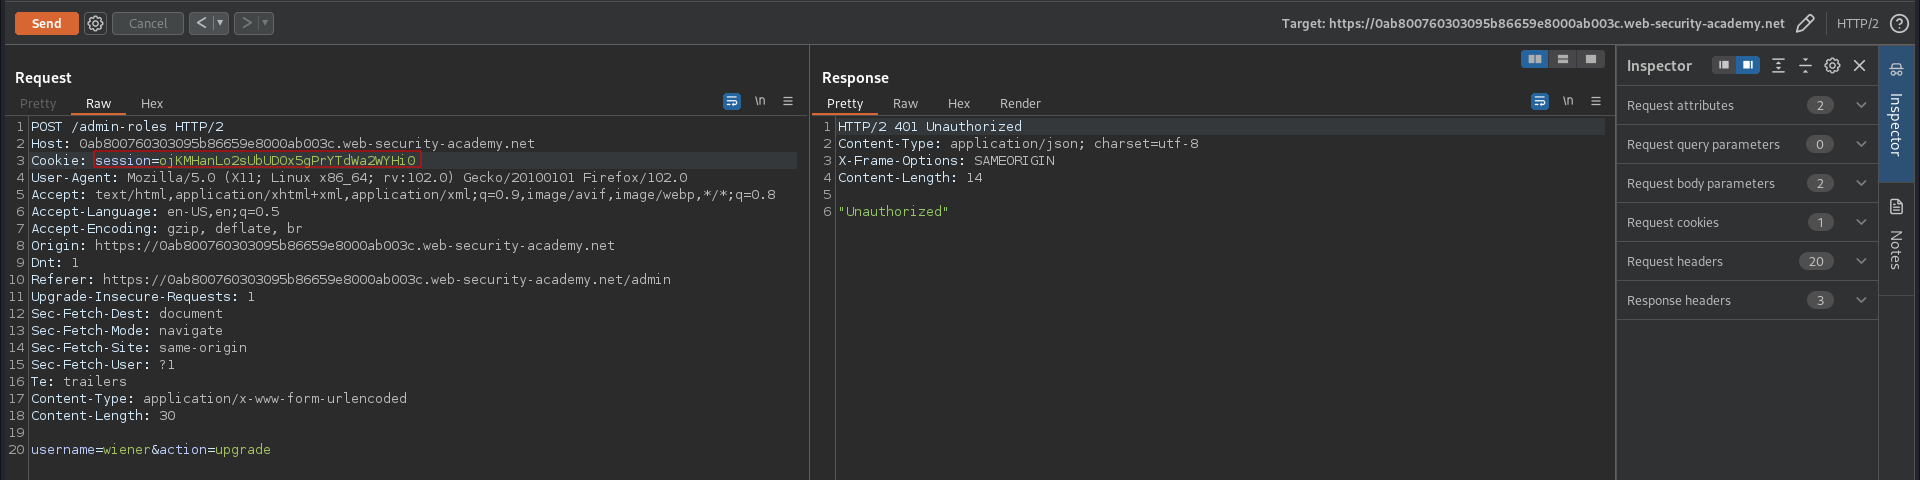 Send
Cancel
<
>
Target: https://0ab800760303095b86659e8000ab003c.web-security-academy.net
HTTP/2
Request
Pretty
Raw
Hex
\n
1 POST /admin-roles HTTP/2
2 Host: 0ab800760303095b86659e8000ab003c.web-security-academy.net
3 Cookie: session=ojKMHanLo2sUbUDOx5gPrYTdWa2WYHi0
4 User-Agent: Mozilla/5.0 (X11; Linux x86_64; rv:102.0) Gecko/20100101 Firefox/102.0
5 Accept: text/html,application/xhtml+xml,application/xml;q=0.9,image/avif,image/webp,*/*;q=0.8
6 Accept-Language: en-US,en;q=0.5
7 Accept-Encoding: gzip, deflate, br
8 Origin: https://0ab800760303095b86659e8000ab003c.web-security-academy.net
9 Dnt: 1
10 Referer: https://0ab800760303095b86659e8000ab003c.web-security-academy.net/admin
11 Upgrade-Insecure-Requests: 1
12 Sec-Fetch-Dest: document
13 Sec-Fetch-Mode: navigate
14 Sec-Fetch-Site: same-origin
15 Sec-Fetch-User: ?1
16 Te: trailers
17 Content-Type: application/x-www-form-urlencoded
18 Content-Length: 30
19
20 username=wiener&action=upgrade
Response
Pretty
Raw
Hex
Render
\n
1 HTTP/2 401 Unauthorized
2 Content-Type: application/json; charset=utf-8
3 X-Frame-Options: SAMEORIGIN
4 Content-Length: 14
5
6 "Unauthorized"
Inspector
Request attributes 2
Request query parameters 0
Request body parameters 2
Request cookies 1
Request headers 20
Response headers 3
Inspector
Notes